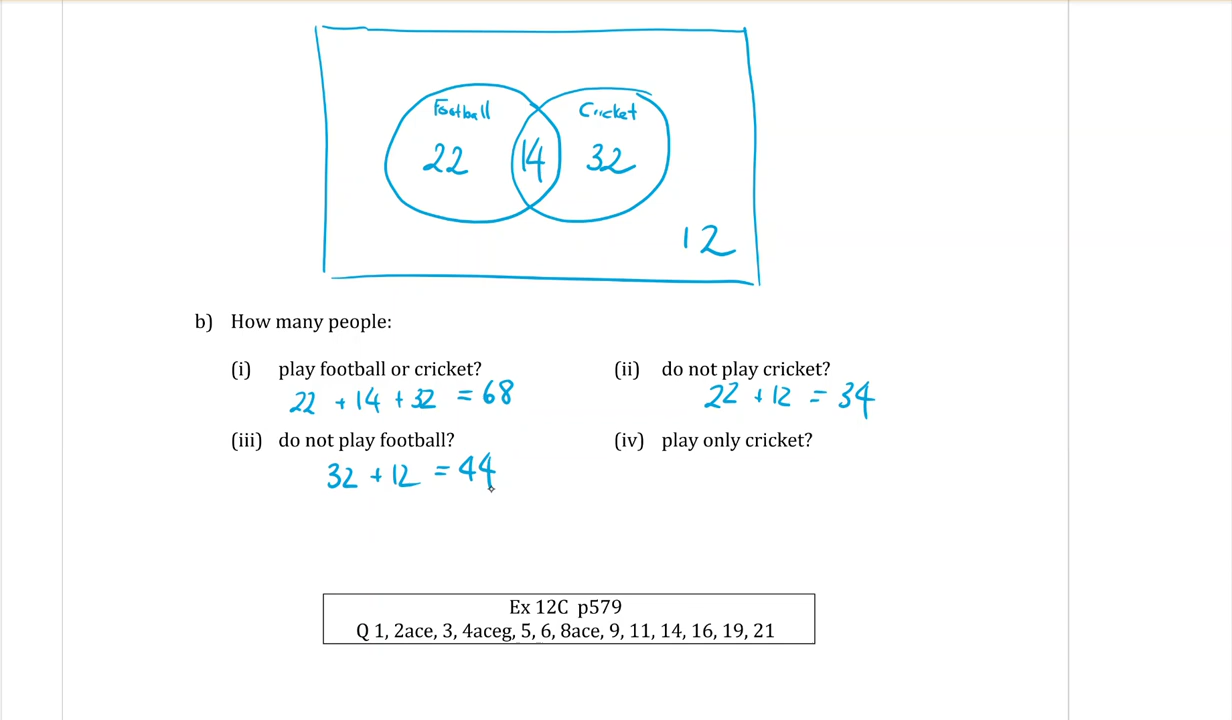 Football Cricket
22 14 32
12
b) How many people:
(i) play football or cricket? (ii) do not play cricket?
22 + 14 + 32 = 68 22 + 12 = 34
(iii) do not play football? (iv) play only cricket?
32 + 12 = 44
Ex 12C p579
Q 1, 2ace, 3, 4aceg, 5, 6, 8ace, 9, 11, 14, 16, 19, 21